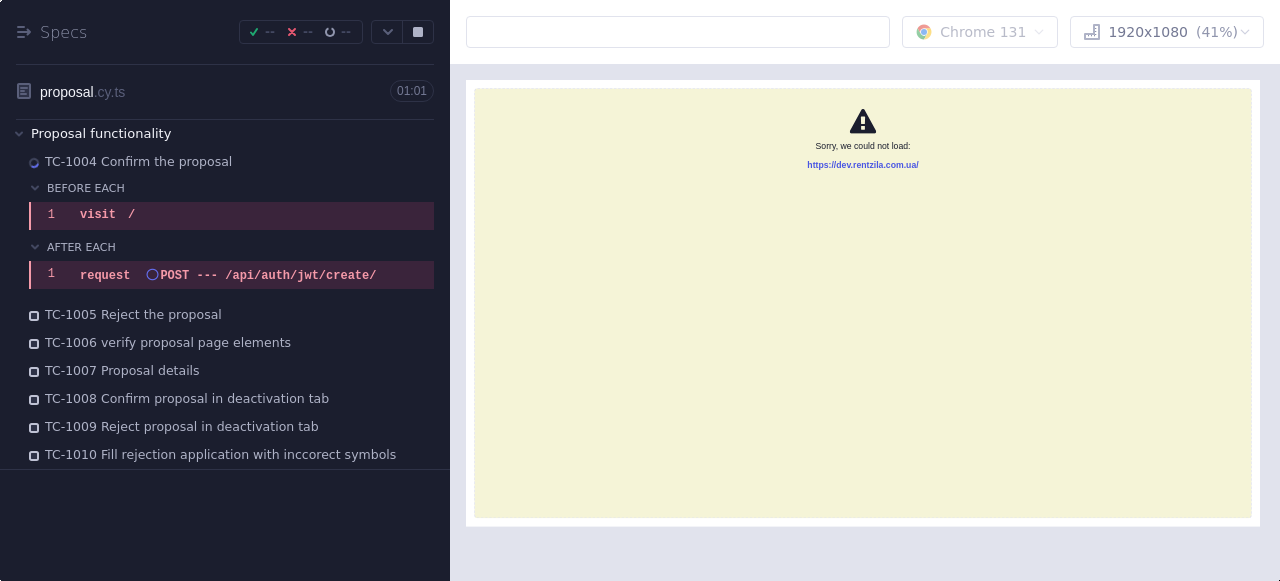 Specs
-- -- --
proposal.cy.ts 01:01
Proposal functionality
TC-1004 Confirm the proposal
BEFORE EACH
1 visit /
AFTER EACH
1 request POST --- /api/auth/jwt/create/
TC-1005 Reject the proposal
TC-1006 verify proposal page elements
TC-1007 Proposal details
TC-1008 Confirm proposal in deactivation tab
TC-1009 Reject proposal in deactivation tab
TC-1010 Fill rejection application with inccorect symbols
Chrome 131
1920x1080 (41%)
Sorry, we could not load:
https://dev.rentzila.com.ua/